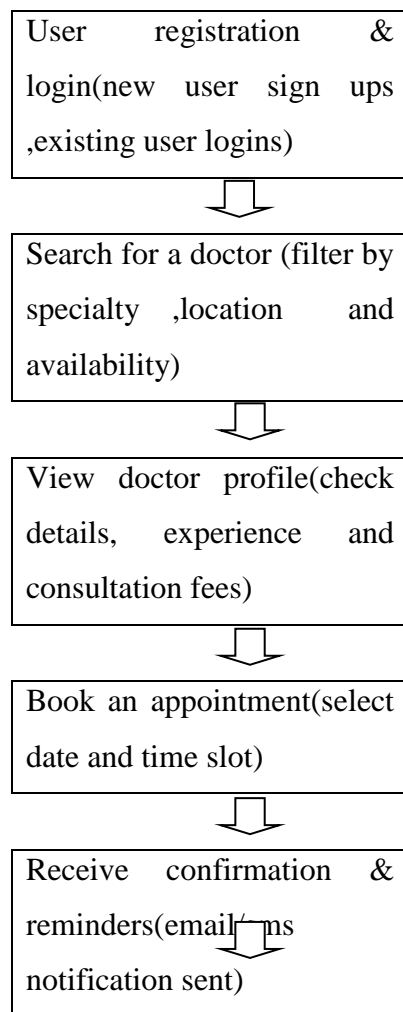 User registration &
login(new user sign ups
,existing user logins)
Search for a doctor (filter by
specialty ,location and
availability)
View doctor profile(check
details, experience and
consultation fees)
Book an appointment(select
date and time slot)
Receive confirmation &
reminders(email/sms
notification sent)